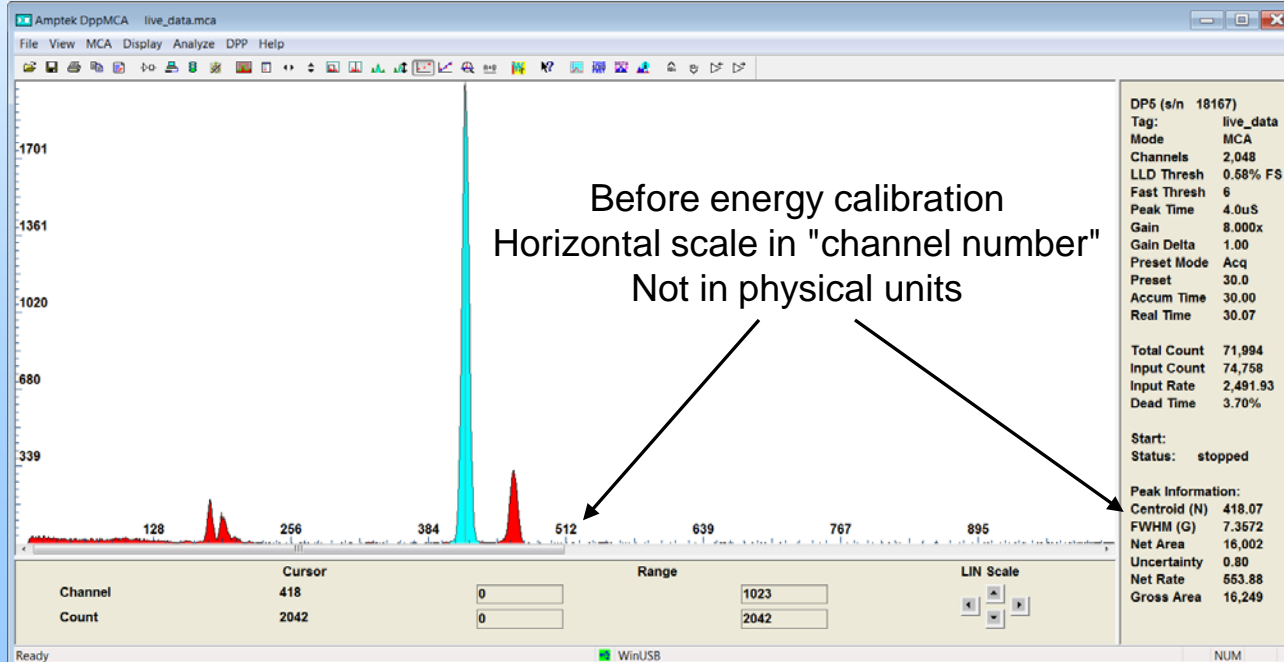 Amptek DppMCA live_data.mca
File View MCA Display Analyze DPP Help
1701
1361
1020
680
339
128 256 384 512 639 767 895
Before energy calibration
Horizontal scale in "channel number"
Not in physical units
DP5 (s/n 18167)
Tag: live_data
Mode MCA
Channels 2,048
LLD Thresh 0.58% FS
Fast Thresh 6
Peak Time 4.0uS
Gain 8.000x
Gain Delta 1.00
Preset Mode Acq
Preset 30.0
Accum Time 30.00
Real Time 30.07
Total Count 71,994
Input Count 74,758
Input Rate 2,491.93
Dead Time 3.70%
Start:
Status: stopped
Peak Information:
Centroid (N) 418.07
FWHM (G) 7.3572
Net Area 16,002
Uncertainty 0.80
Net Rate 553.88
Gross Area 16,249
Cursor Range LIN Scale
Channel 418 0 1023
Count 2042 0 2042
Ready WinUSB NUM